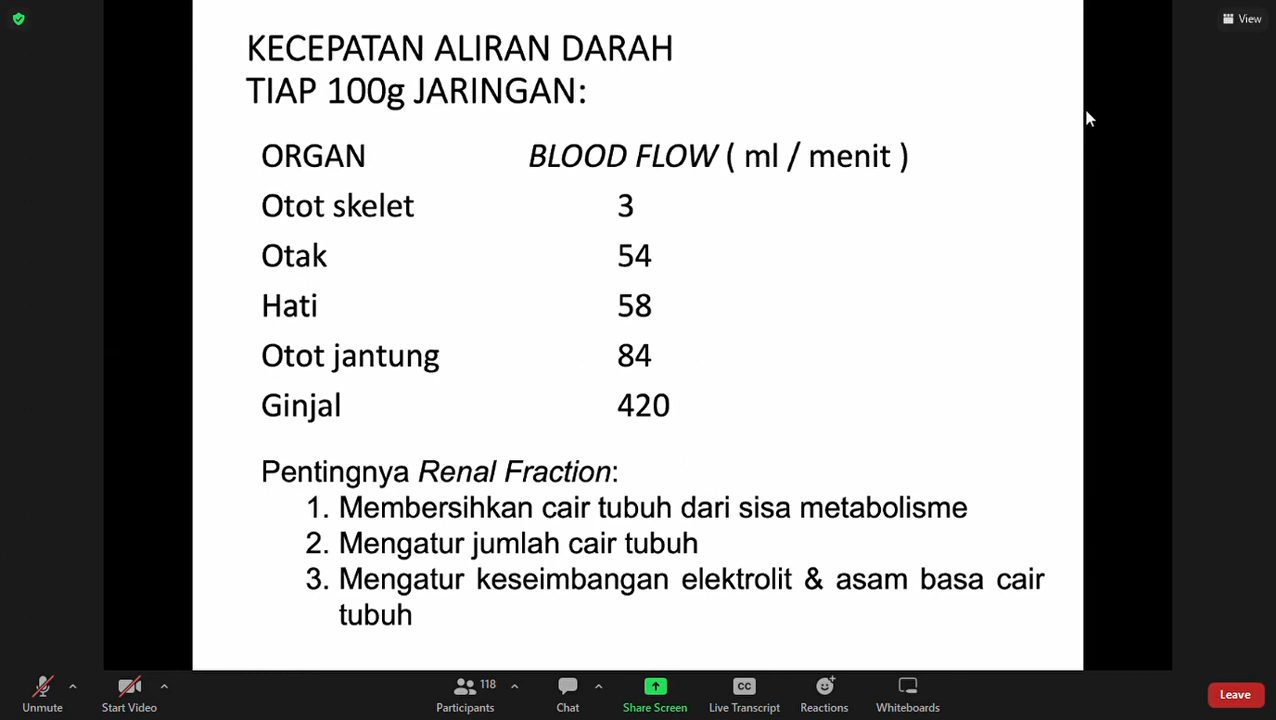 View
KECEPATAN ALIRAN DARAH
TIAP 100g JARINGAN:
ORGAN BLOOD FLOW ( ml / menit )
Otot skelet 3
Otak 54
Hati 58
Otot jantung 84
Ginjal 420
Pentingnya Renal Fraction:
1. Membersihkan cair tubuh dari sisa metabolisme
2. Mengatur jumlah cair tubuh
3. Mengatur keseimbangan elektrolit & asam basa cair
tubuh
118
CC
Unmute Start Video Participants Chat Share Screen Live Transcript Reactions Whiteboards Leave